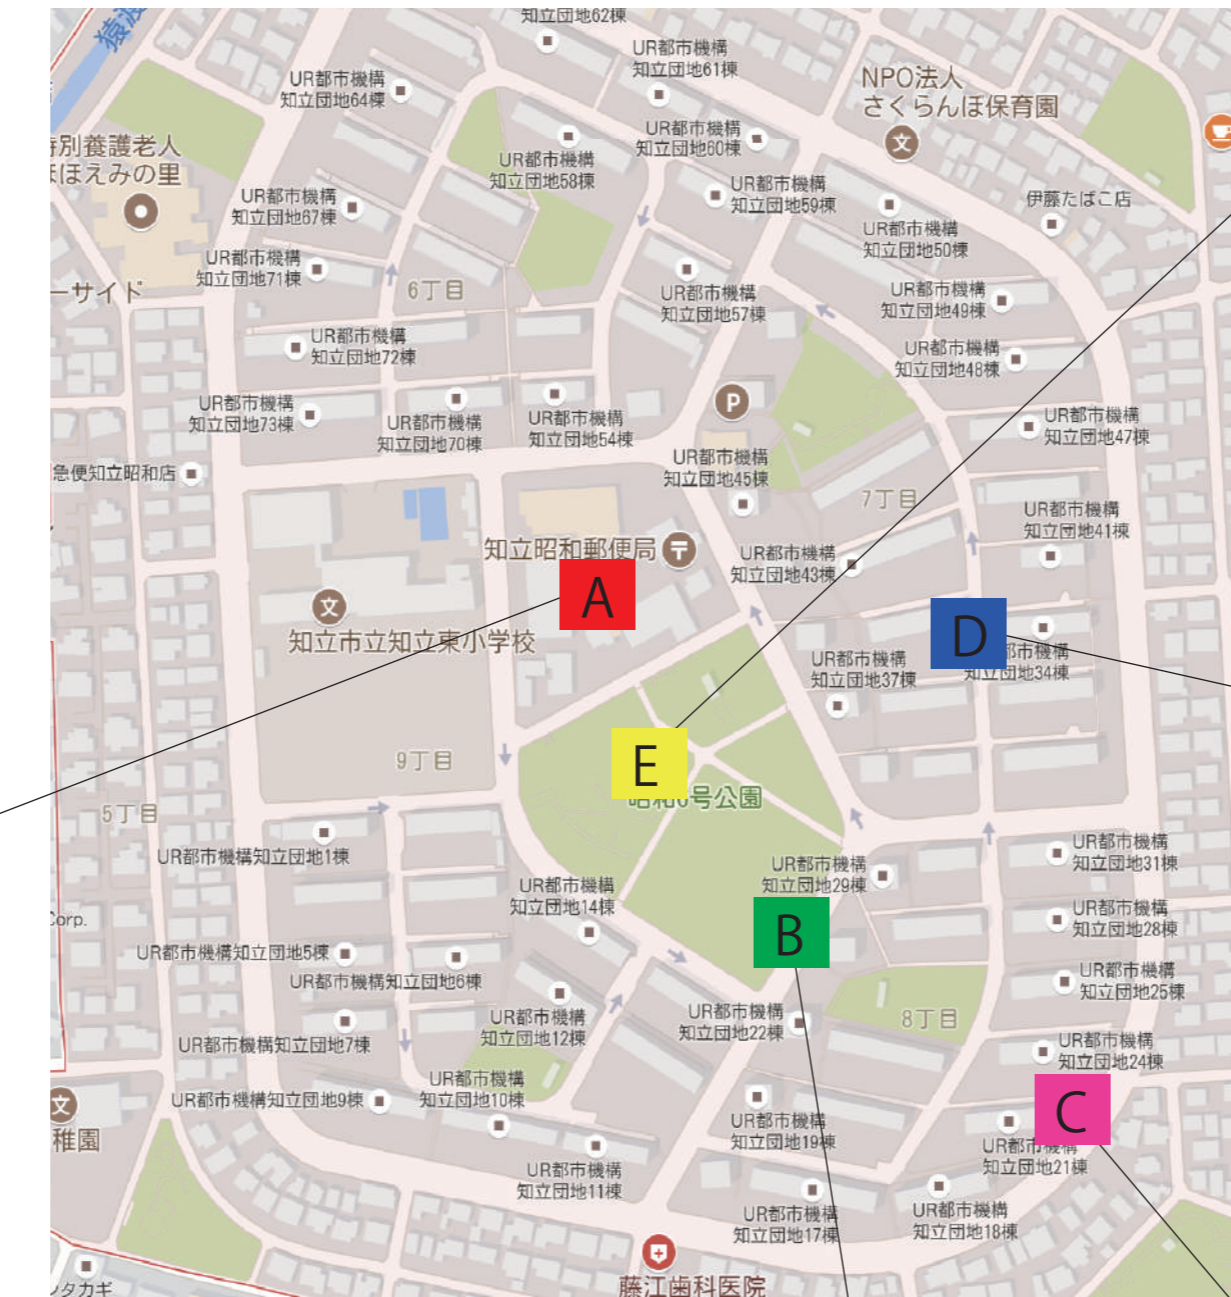 知立団地62棟
猿渡
UR都市機構
知立団地61棟
NPO法人
さくらんぼ保育園
UR都市機構
知立団地64棟
UR都市機構
知立団地60棟
別養護老人
ほほえみの里
UR都市機構
知立団地58棟
UR都市機構
知立団地59棟
伊藤たばこ店
UR都市機構
知立団地67棟
UR都市機構
知立団地50棟
UR都市機構
知立団地71棟
ーサイド
6丁目
UR都市機構
知立団地57棟
UR都市機構
知立団地49棟
UR都市機構
知立団地72棟
UR都市機構
知立団地48棟
P
UR都市機構
知立団地73棟
UR都市機構
知立団地70棟
UR都市機構
知立団地54棟
UR都市機構
知立団地47棟
急便知立昭和店
UR都市機構
知立団地45棟
7丁目
UR都市機構
知立団地41棟
知立昭和郵便局
UR都市機構
知立団地43棟
A
文
知立市立知立東小学校
D
UR都市機構
知立団地37棟
都市機構
知立団地34棟
9丁目
E
昭和6号公園
5丁目
UR都市機構知立団地1棟
UR都市機構
知立団地31棟
UR都市機構
知立団地29棟
UR都市機構
知立団地14棟
Corp.
B
UR都市機構
知立団地28棟
UR都市機構知立団地5棟
UR都市機構知立団地6棟
UR都市機構
知立団地25棟
UR都市機構
知立団地12棟
UR都市機構
知立団地22棟
8丁目
UR都市機構知立団地7棟
UR都市機構
知立団地24棟
UR都市機構
知立団地10棟
UR都市機構知立団地9棟
C
文
稚園
UR都市機構
知立団地19棟
UR都市機構
知立団地21棟
UR都市機構
知立団地11棟
UR都市機構
知立団地17棟
UR都市機構
知立団地18棟
藤江歯科医院
タカギ